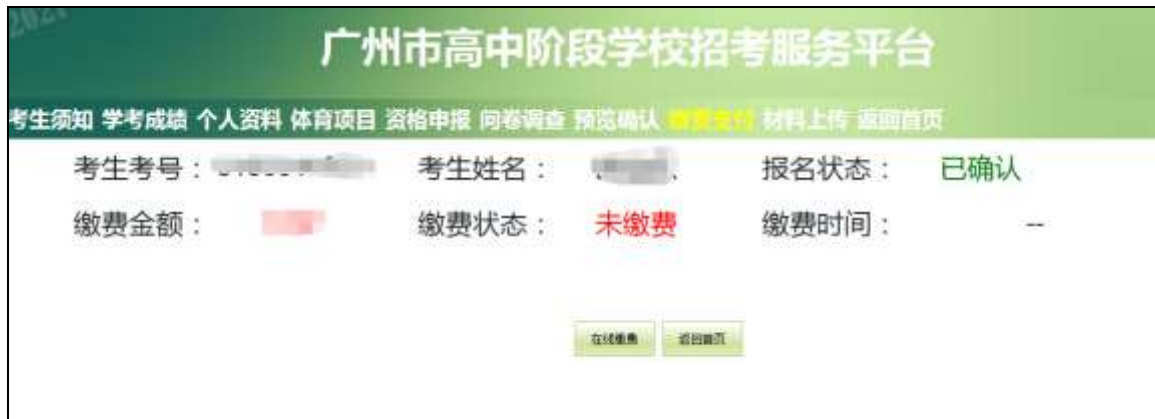 广州市高中阶段学校招考服务平台
考生须知 学考成绩 个人资料 体育项目 资格申报 问卷调查 预览确认 缴费支付 材料上传 返回首页
考生考号： 考生姓名： 报名状态： 已确认
缴费金额： 缴费状态： 未缴费 缴费时间： --
在线缴费 返回首页